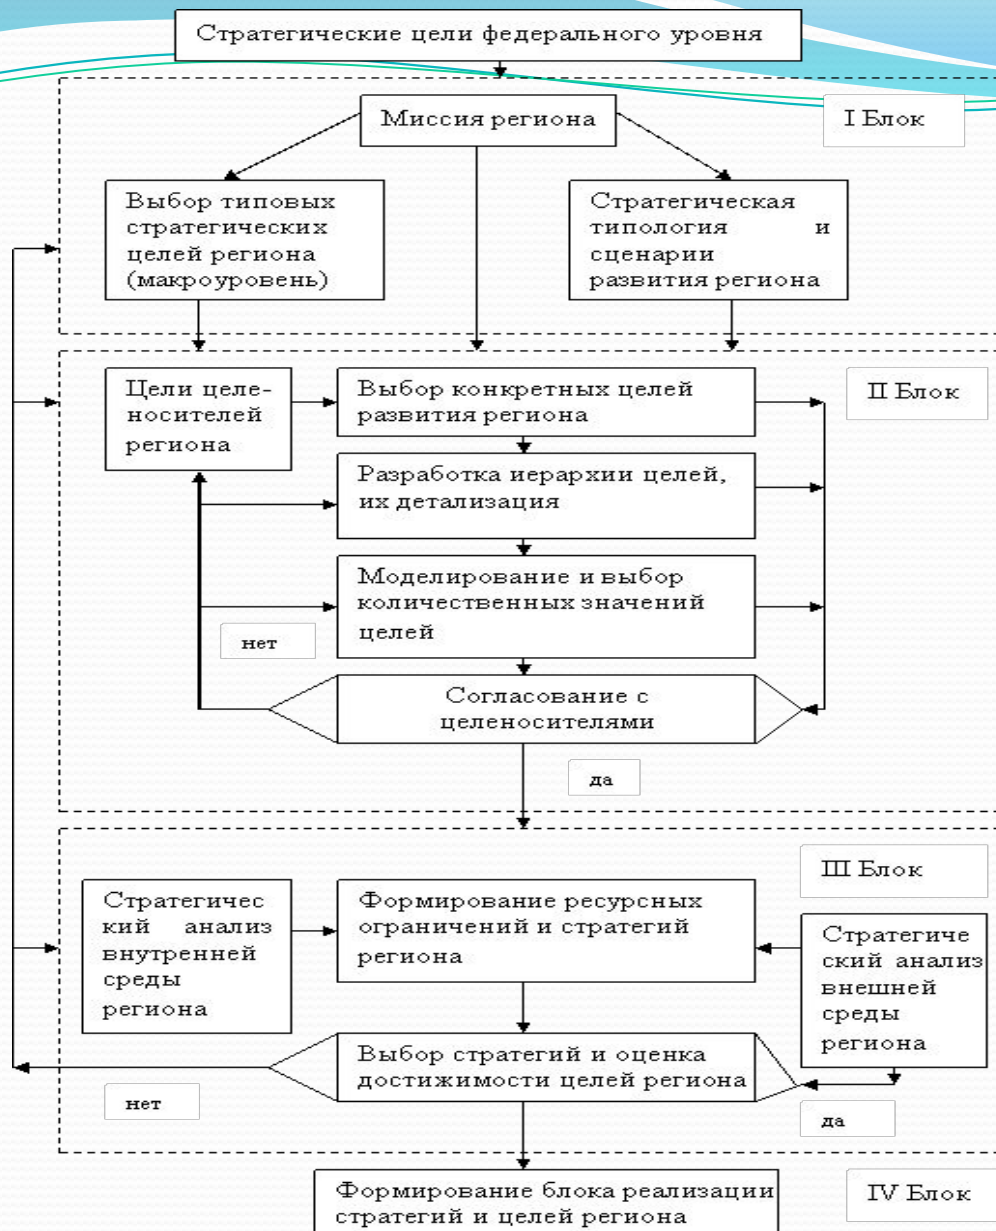 Стратегические цели федерального уровня
Миссия региона
I Блок
Выбор типовых
стратегических
целей региона
(макроуровень)
Стратегическая
типология и
сценарии
развития региона
Цели целе-
носителей
региона
Выбор конкретных целей
развития региона
II Блок
Разработка иерархии целей,
их детализация
Моделирование и выбор
количественных значений
целей
нет
Согласование с
целеносителями
да
III Блок
Стратегичес
кий анализ
внутренней
среды
региона
Формирование ресурсных
ограничений и стратегий
региона
Стратегиче
ский анализ
внешней
среды
региона
Выбор стратегий и оценка
достижимости целей региона
нет
да
Формирование блока реализации
стратегий и целей региона
IV Блок